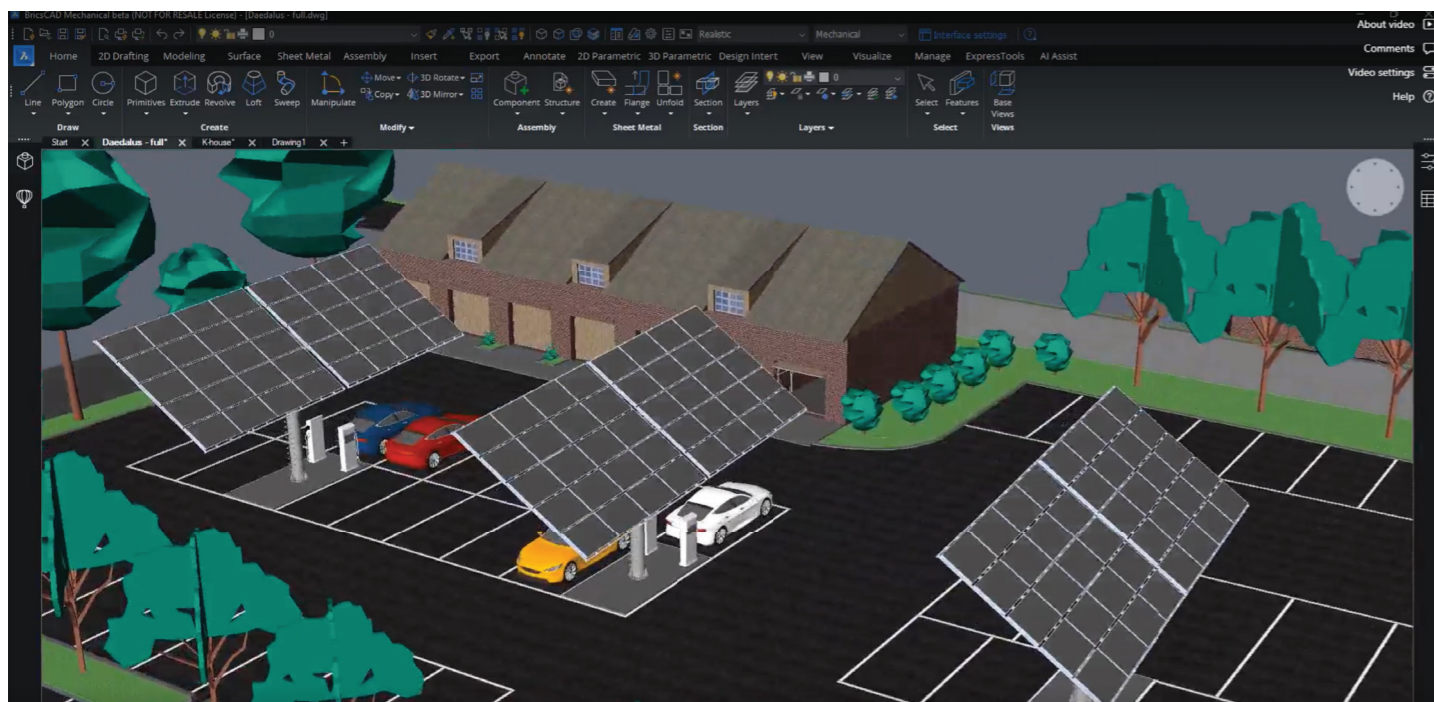 BricsCAD Mechanical beta (NOT FOR RESALE License) - [Daedalus - full.dwg]
About video
0 Realistic Mechanical Interface settings
Home 2D Drafting Modeling Surface Sheet Metal Assembly Insert Export Annotate 2D Parametric 3D Parametric Design Intent View Visualize Manage ExpressTools AI Assist
Comments
Video settings
Move 3D Rotate 0
Copy 3D Mirror
Help
Line Polygon Circle Primitives Extrude Revolve Loft Sweep Manipulate Component Structure Create Flange Unfold Section Layers Select Features Base Views
Draw Create Modify Assembly Sheet Metal Section Layers Select Views
Start Daedalus - full* K-house* Drawing1